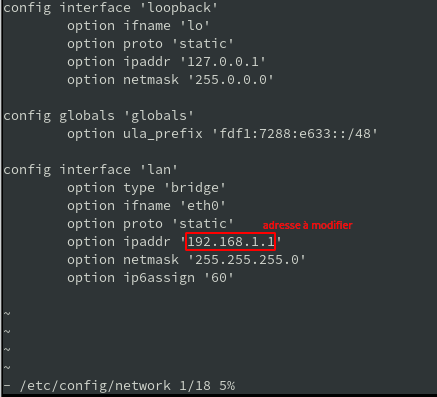 config interface 'loopback'
        option ifname 'lo'
        option proto 'static'
        option ipaddr '127.0.0.1'
        option netmask '255.0.0.0'

config globals 'globals'
        option ula_prefix 'fdf1:7288:e633::/48'

config interface 'lan'
        option type 'bridge'
        option ifname 'eth0'
        option proto 'static'
adresse à modifier
        option ipaddr '192.168.1.1'
        option netmask '255.255.255.0'
        option ip6assign '60'

~
~
~
~
- /etc/config/network 1/18 5%